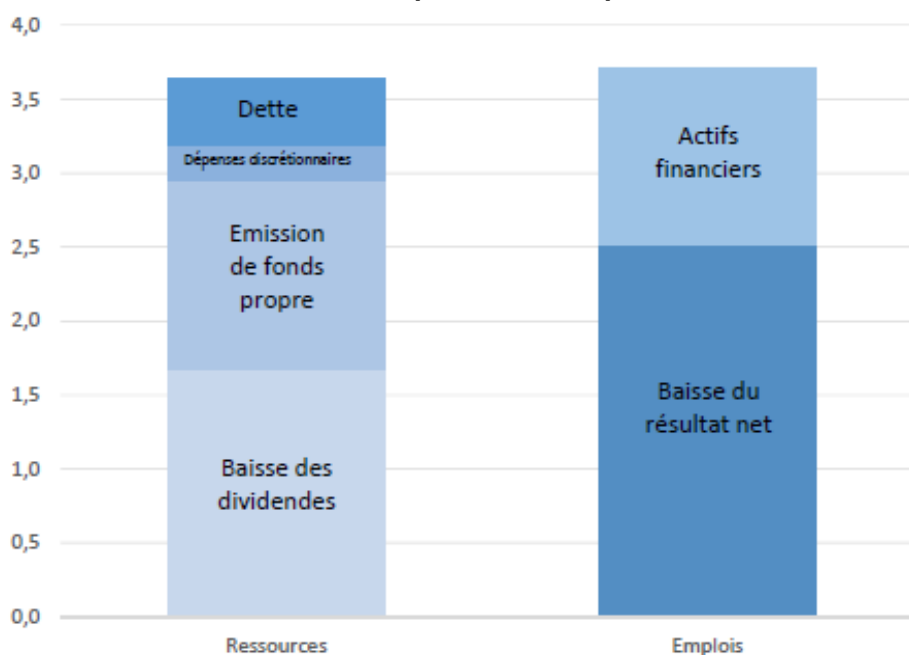 4,0
3,5
3,0
2,5
2,0
1,5
1,0
0,5
0,0
Dette
Dépenses discrétionnaires
Emission
de fonds
propre
Baisse des
dividendes
Actifs
financiers
Baisse du
résultat net
Ressources
Emplois